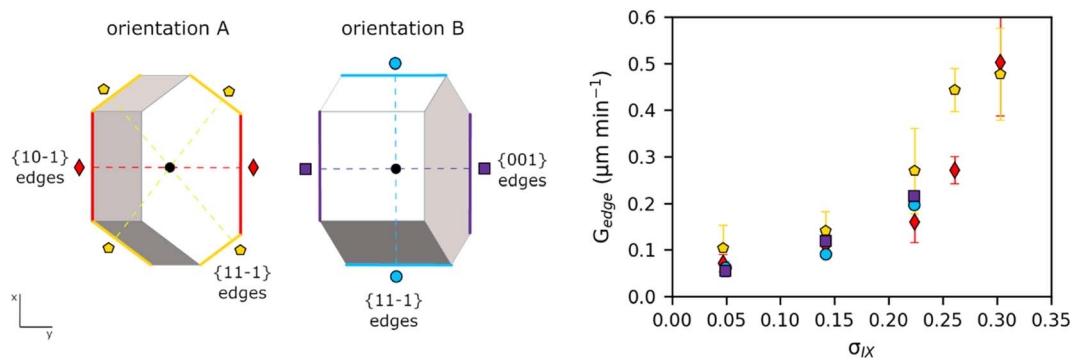 orientation A
orientation B
{10-1}
edges
{11-1}
edges
{001}
edges
{11-1}
edges
x
y
G_edge (μm min⁻¹)
0.6
0.5
0.4
0.3
0.2
0.1
0.0
0.00 0.05 0.10 0.15 0.20 0.25 0.30 0.35
σ_IX